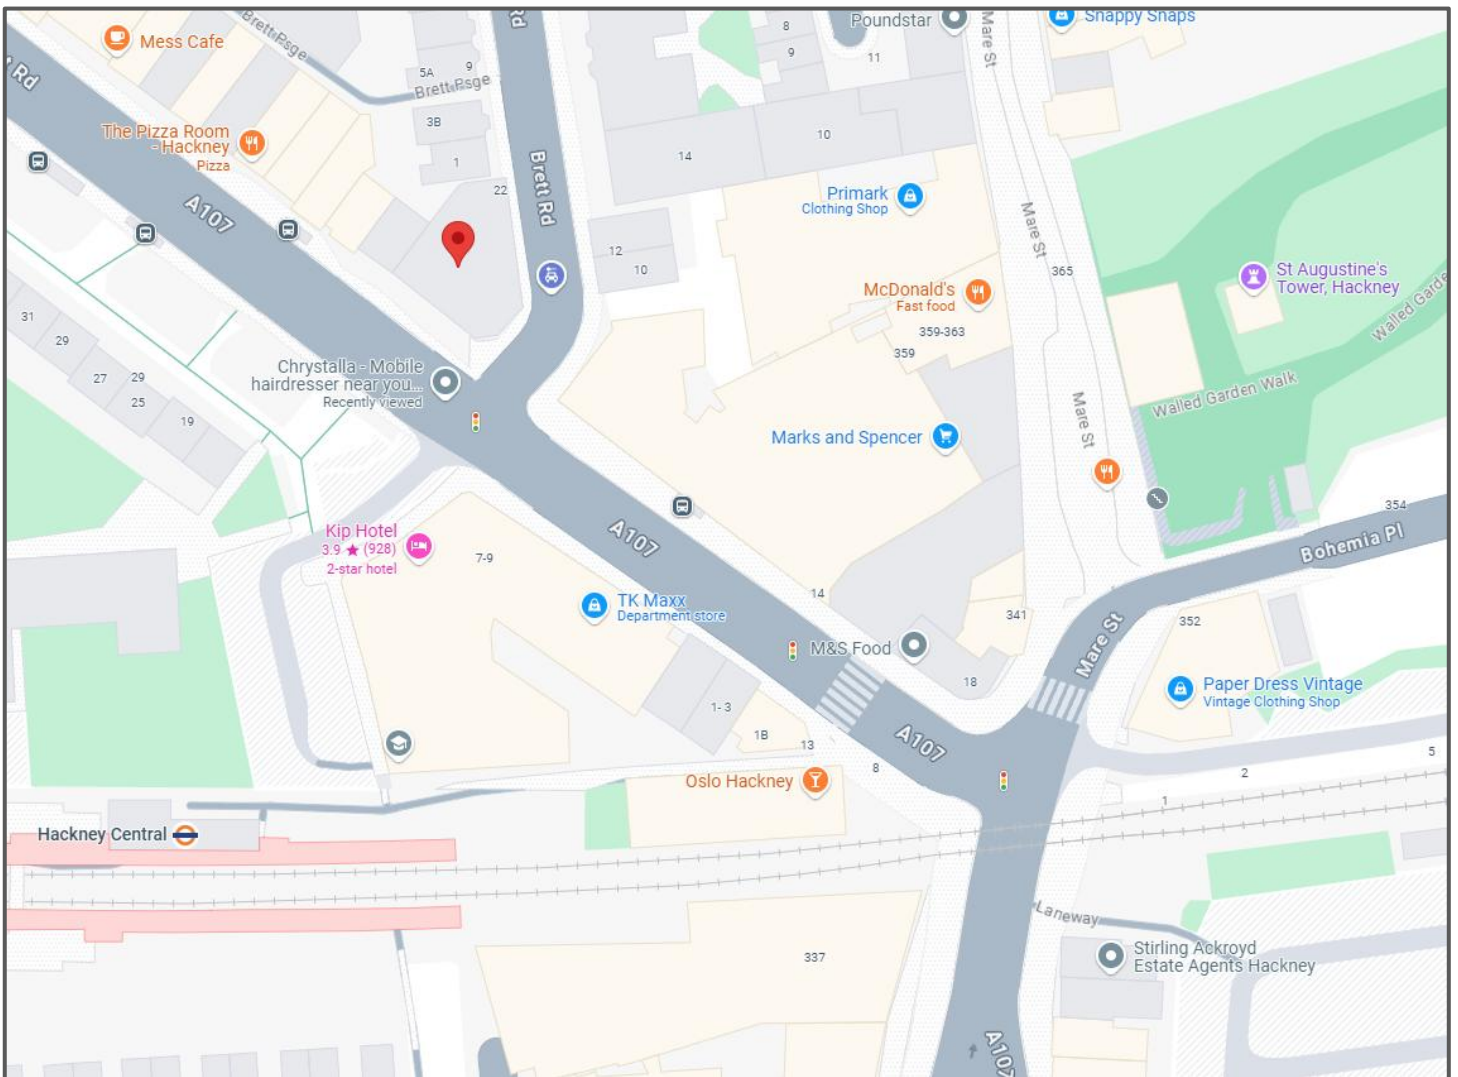 Brett Psge
Rd
8
Poundstar
Mare St
Snappy Snaps
Mess Cafe
9
11
5A
9
Brett Psge
t Rd
3B
10
The Pizza Room
- Hackney
Pizza
1
14
Brett Rd
22
Primark
Clothing Shop
A107
Mare St
12
10
365
St Augustine's
Tower, Hackney
Walled Garde
McDonald's
Fast food
359-363
359
31
29
27
29
25
19
Chrystalla - Mobile
hairdresser near you...
Recently viewed
Walled Garden Walk
Mare St
Marks and Spencer
354
Bohemia Pl
A107
Kip Hotel
3.9 ★ (928)
2-star hotel
7-9
TK Maxx
Department store
14
341
352
M&S Food
Mare St
18
Paper Dress Vintage
Vintage Clothing Shop
1- 3
1B
13
A107
8
5
2
1
Oslo Hackney
Hackney Central
Laneway
337
Stirling Ackroyd
Estate Agents Hackney
A107